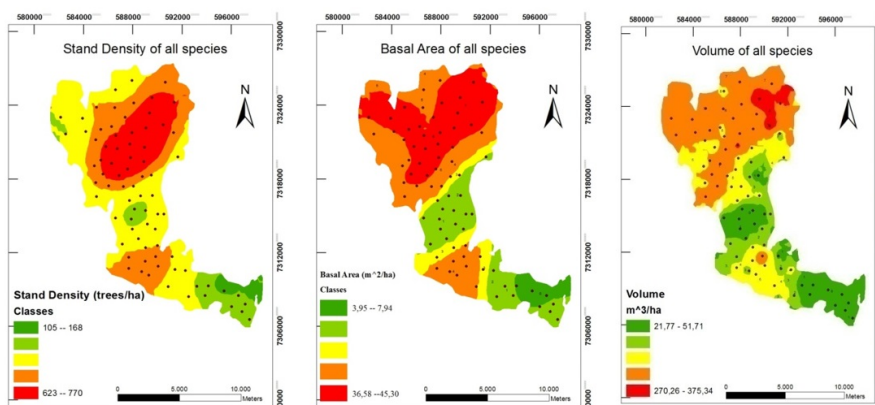 580000 584000 588000 592000 596000
Stand Density of all species
N
7330000
7324000
7318000
7312000
7306000
7300000
Stand Density (trees/ha)
Classes
105 -- 168
623 -- 770
0 5.000 10.000
Meters
580000 584000 588000 592000 596000
Basal Area of all species
N
7330000
7324000
7318000
7312000
7306000
7300000
Basal Area (m^2/ha)
Classes
3,95 -- 7,94
36,58 --45,30
0 5.000 10.000
Meters
580000 584000 588000 592000 596000
Volume of all species
N
Volume
m^3/ha
21,77 - 51,71
270,26 - 375,34
0 5.000 10.000
Meters